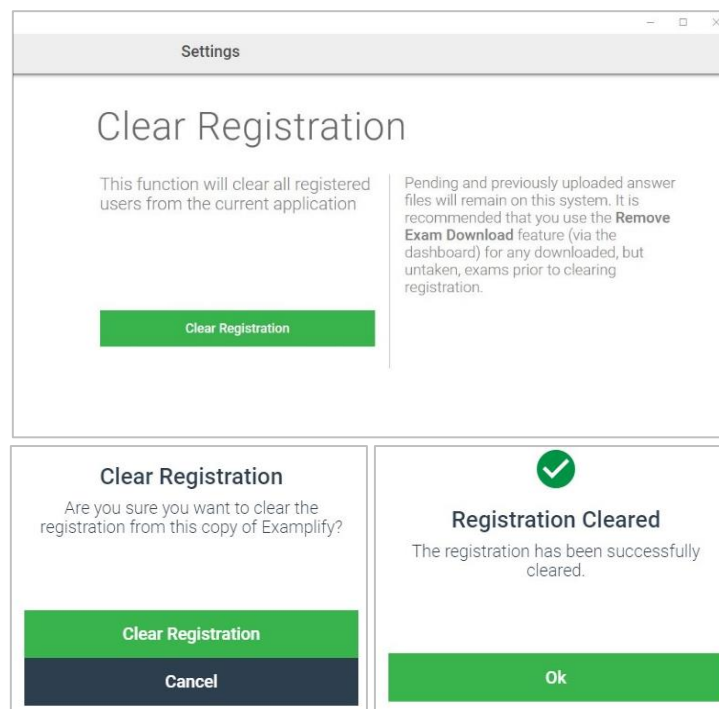 Settings
Clear Registration
This function will clear all registered
users from the current application
Clear Registration
Pending and previously uploaded answer
files will remain on this system. It is
recommended that you use the Remove
Exam Download feature (via the
dashboard) for any downloaded, but
untaken, exams prior to clearing
registration.
Clear Registration
Are you sure you want to clear the
registration from this copy of Examplify?
Clear Registration
Cancel
Registration Cleared
The registration has been successfully
cleared.
Ok